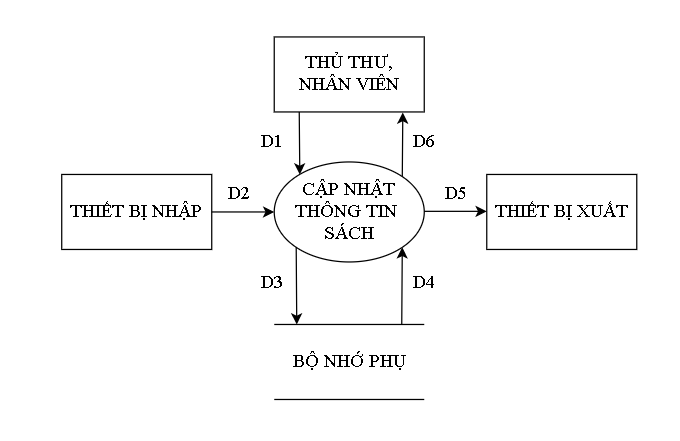 THỦ THƯ,
NHÂN VIÊN
D1
D6
CẬP NHẬT
THÔNG TIN
SÁCH
THIẾT BỊ NHẬP
D2
D5
THIẾT BỊ XUẤT
D3
D4
BỘ NHỚ PHỤ